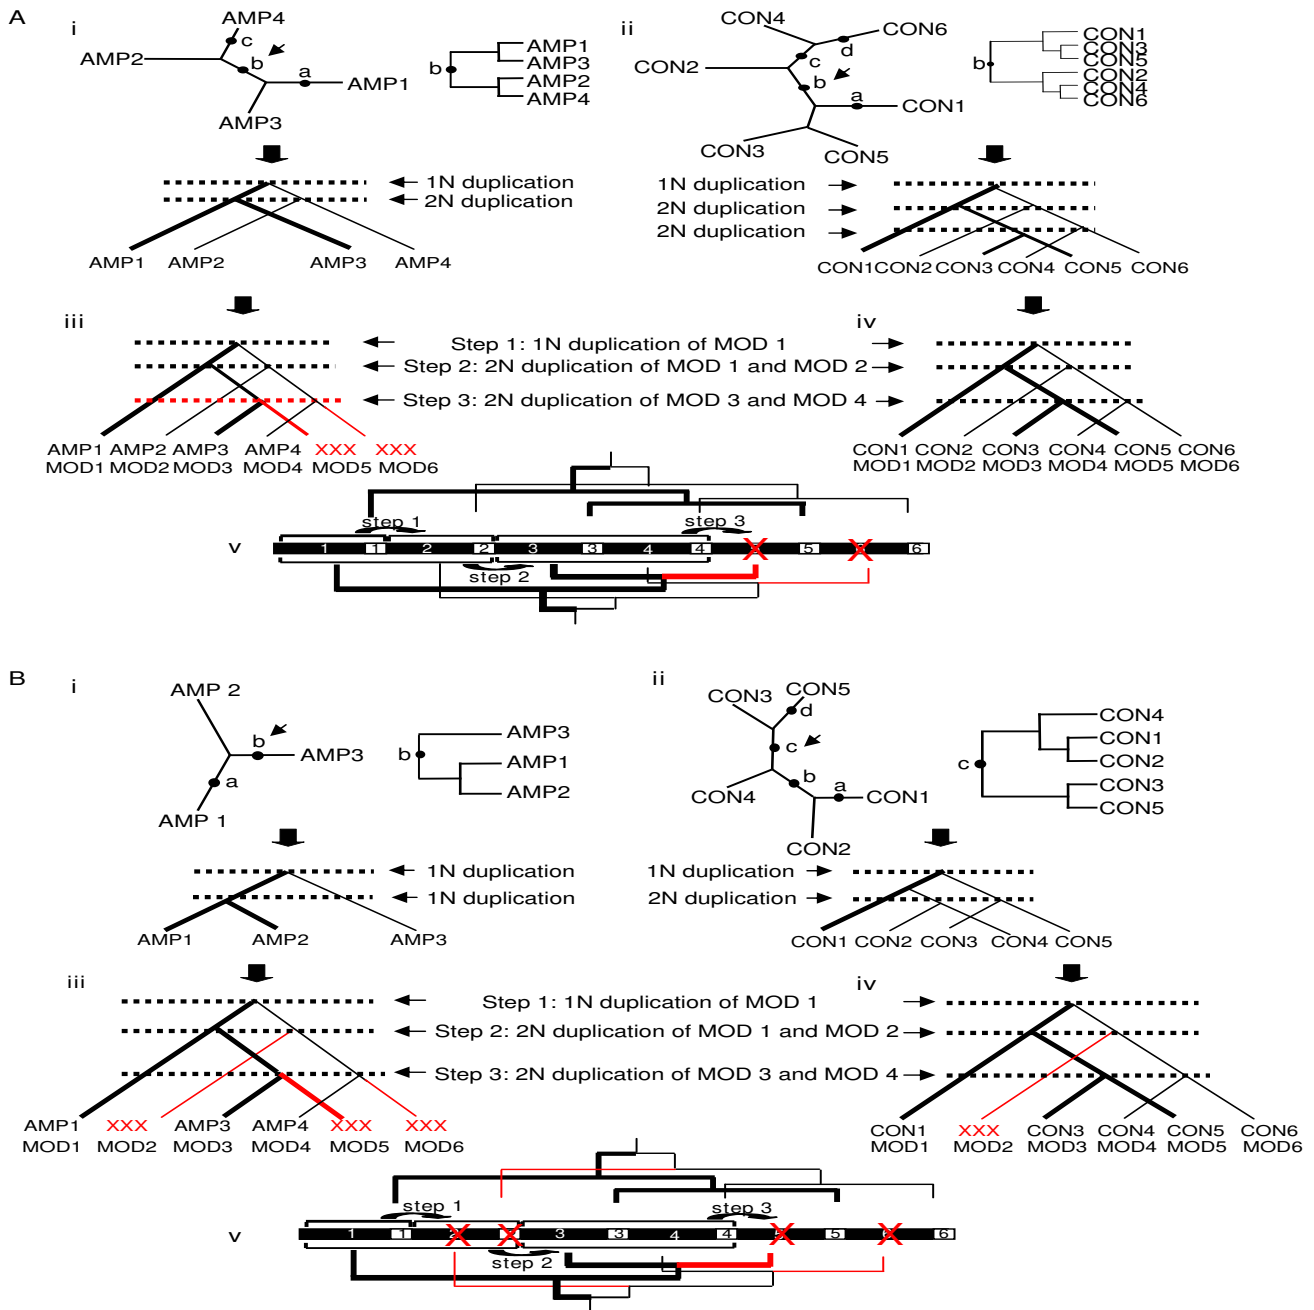 A
i
AMP4
c
AMP2
b
a
AMP1
AMP3
b
AMP1
AMP3
AMP2
AMP4
ii
CON4
CON6
d
c
CON2
b
a
CON1
CON3
CON5
b
CON1
CON3
CON5
CON2
CON4
CON6
1N duplication
2N duplication
AMP1 AMP2 AMP3 AMP4
1N duplication
2N duplication
2N duplication
CON1 CON2 CON3 CON4 CON5 CON6
iii
iv
Step 1: 1N duplication of MOD 1
Step 2: 2N duplication of MOD 1 and MOD 2
Step 3: 2N duplication of MOD 3 and MOD 4
AMP1 AMP2 AMP3 AMP4 XXX XXX
MOD1 MOD2 MOD3 MOD4 MOD5 MOD6
CON1 CON2 CON3 CON4 CON5 CON6
MOD1 MOD2 MOD3 MOD4 MOD5 MOD6
step 1
step 3
v
1 1 2 2 3 3 4 4 5 6
step 2
B
i
AMP 2
b
AMP3
a
AMP 1
b
AMP3
AMP1
AMP2
ii
CON3
CON5
d
c
b
a
CON4
CON1
CON2
c
CON4
CON1
CON2
CON3
CON5
1N duplication
1N duplication
AMP1 AMP2 AMP3
1N duplication
2N duplication
CON1 CON2 CON3 CON4 CON5
iii
iv
Step 1: 1N duplication of MOD 1
Step 2: 2N duplication of MOD 1 and MOD 2
Step 3: 2N duplication of MOD 3 and MOD 4
AMP1 XXX AMP3 AMP4 XXX XXX
MOD1 MOD2 MOD3 MOD4 MOD5 MOD6
CON1 XXX CON3 CON4 CON5 CON6
MOD1 MOD2 MOD3 MOD4 MOD5 MOD6
step 1
step 3
v
1 1 3 3 4 4 5 6
step 2